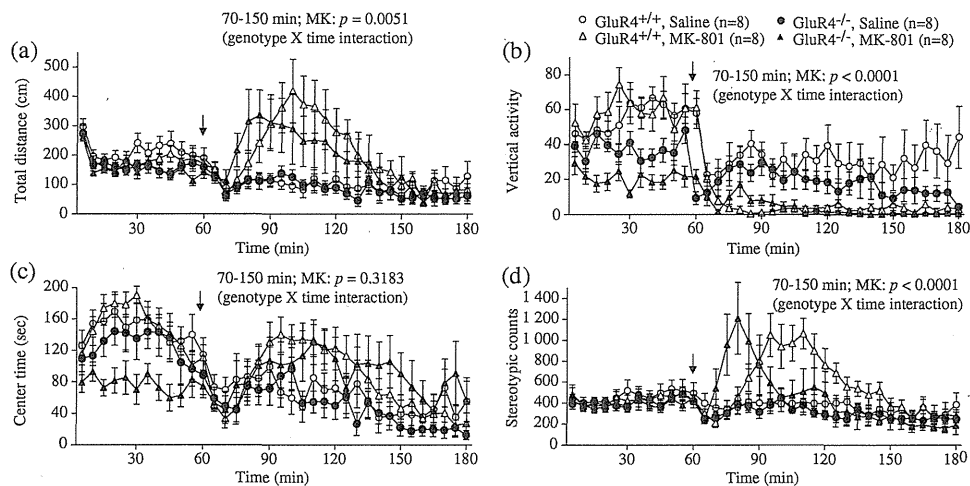 70-150 min; MK: p = 0.0051
(genotype X time interaction)
(a)
Total distance (cm)
500
400
300
200
100
0
0 30 60 90 120 150 180
Time (min)
○ GluR4+/+, Saline (n=8)
● GluR4-/-, Saline (n=8)
△ GluR4+/+, MK-801 (n=8)
▲ GluR4-/-, MK-801 (n=8)
(b)
70-150 min; MK: p < 0.0001
(genotype X time interaction)
Vertical activity
80
60
40
20
0
30 60 90 120 150 180
Time (min)
(c)
70-150 min; MK: p = 0.3183
(genotype X time interaction)
Center time (sec)
200
160
120
80
40
0
0 30 60 90 120 150 180
Time (min)
(d)
70-150 min; MK: p < 0.0001
(genotype X time interaction)
Stereotypic counts
1 600
1 400
1 200
1 000
800
600
400
200
0
30 60 90 120 150 180
Time (min)